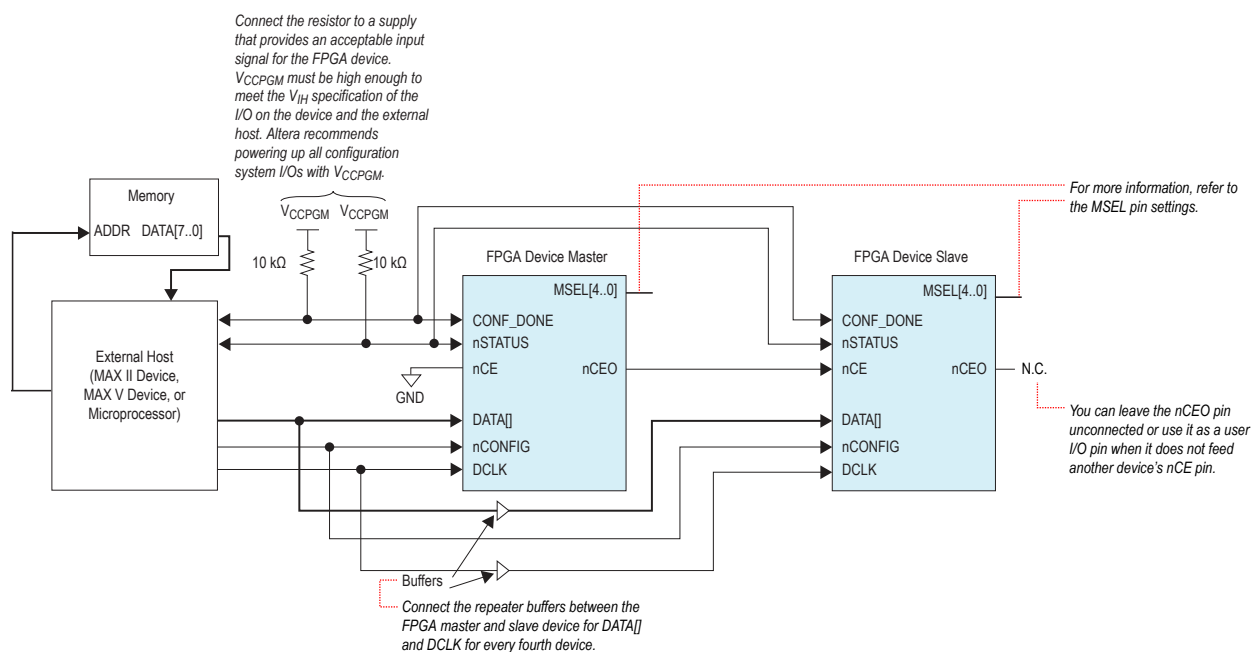 Connect the resistor to a supply
that provides an acceptable input
signal for the FPGA device.
VCCPGM must be high enough to
meet the VIH specification of the
I/O on the device and the external
host. Altera recommends
powering up all configuration
system I/Os with VCCPGM.
Memory
ADDR DATA[7..0]
VCCPGM VCCPGM
10 kΩ
10 kΩ
For more information, refer to
the MSEL pin settings.
FPGA Device Master
MSEL[4..0]
CONF_DONE
nSTATUS
nCE nCEO
DATA[]
nCONFIG
DCLK
GND
External Host
(MAX II Device,
MAX V Device, or
Microprocessor)
FPGA Device Slave
MSEL[4..0]
CONF_DONE
nSTATUS
nCE nCEO
DATA[]
nCONFIG
DCLK
N.C.
You can leave the nCEO pin
unconnected or use it as a user
I/O pin when it does not feed
another device’s nCE pin.
Buffers
Connect the repeater buffers between the
FPGA master and slave device for DATA[]
and DCLK for every fourth device.